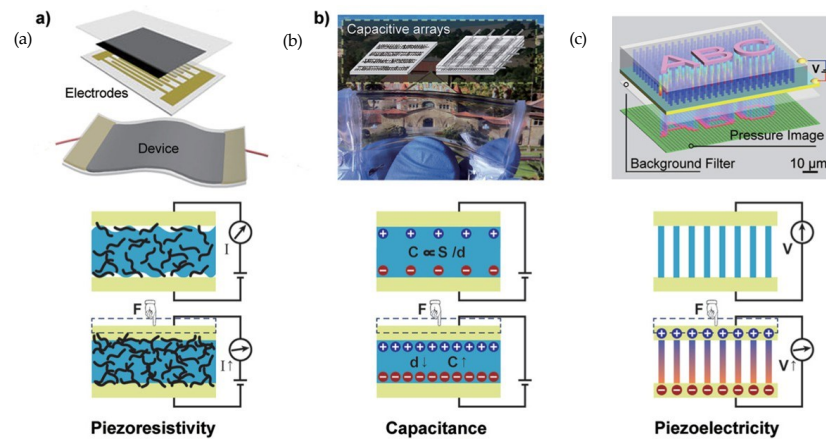 (a)
a)
Electrodes
Device
I
F
I↑
Piezoresistivity
(b)
b)
Capacitive arrays
C ∝ S /d
F
d↓ C↑
Capacitance
(c)
ABC
V
Pressure Image
Background Filter
10 μm
V
F
V↑
Piezoelectricity